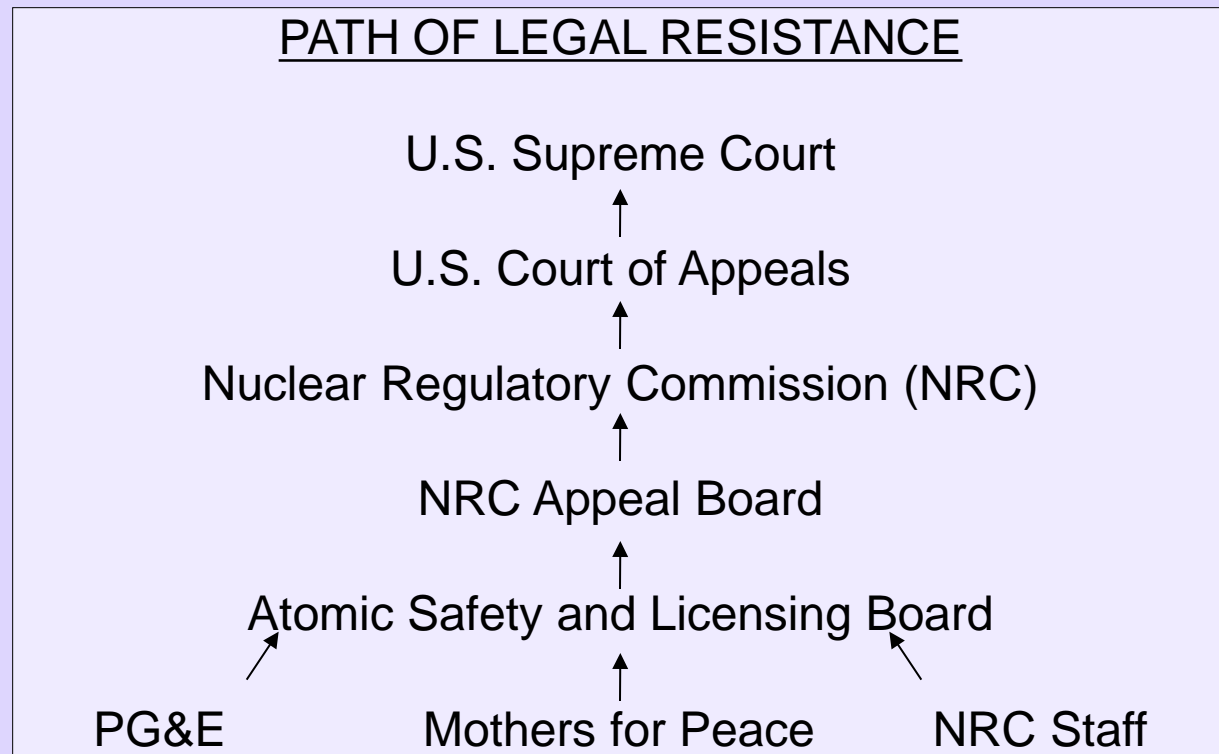 PATH OF LEGAL RESISTANCE
U.S. Supreme Court
U.S. Court of Appeals
Nuclear Regulatory Commission (NRC)
NRC Appeal Board
Atomic Safety and Licensing Board
PG&E Mothers for Peace NRC Staff